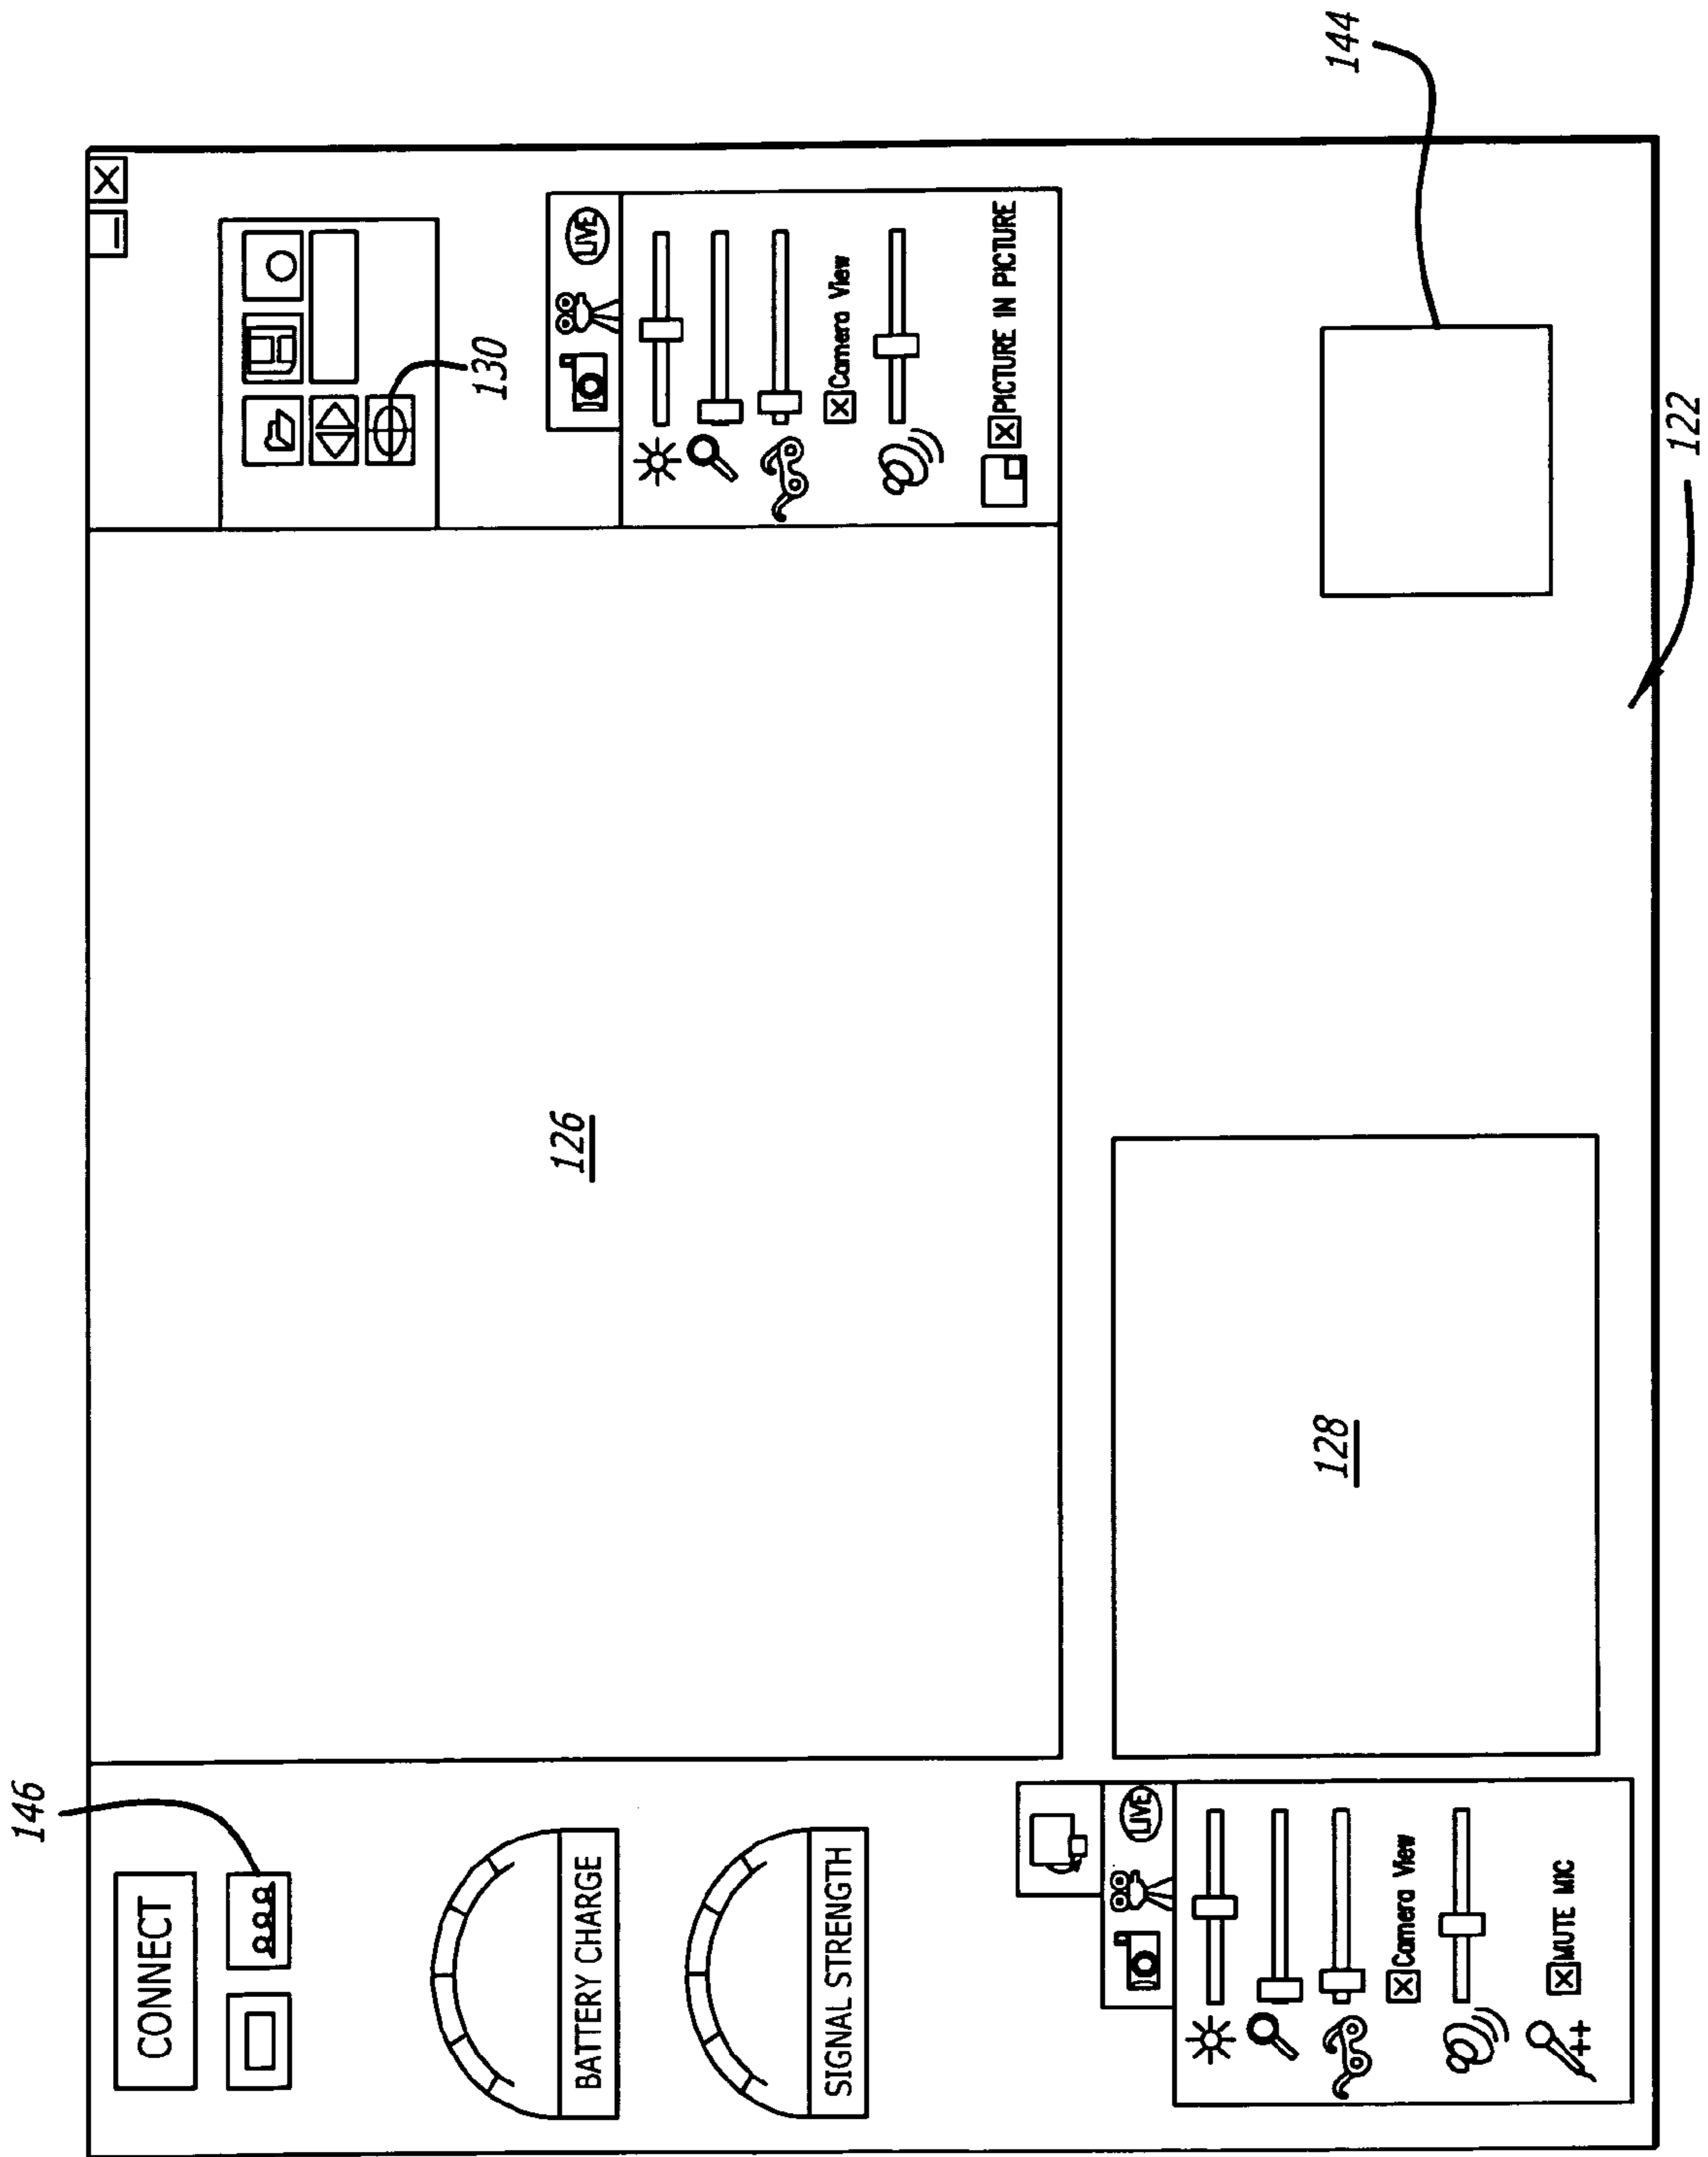 146
CONNECT
BATTERY CHARGE
SIGNAL STRENGTH
126
130
LIVE
Camera View
PICTURE IN PICTURE
LIVE
Camera View
MUTE MIC
128
144
122